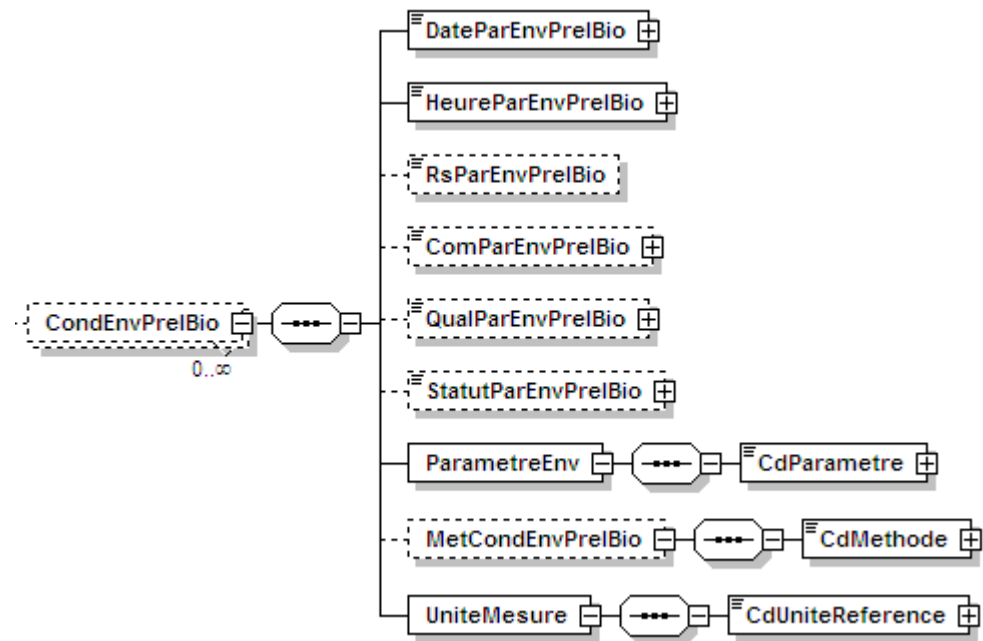 DateParEnvPrelBio
HeureParEnvPrelBio
RsParEnvPrelBio
ComParEnvPrelBio
CondEnvPrelBio
0..∞
QualParEnvPrelBio
StatutParEnvPrelBio
ParametreEnv
CdParametre
MetCondEnvPrelBio
CdMethode
UniteMesure
CdUniteReference